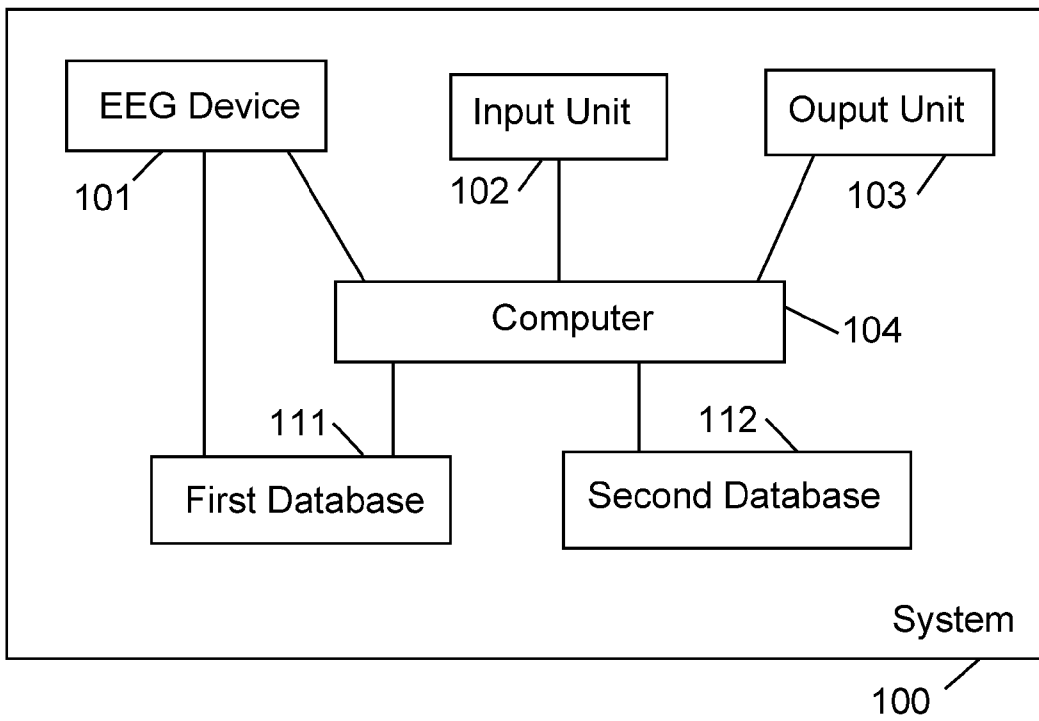 EEG Device
Input Unit
Ouput Unit
101
102
103
Computer
104
111
112
First Database
Second Database
System
100